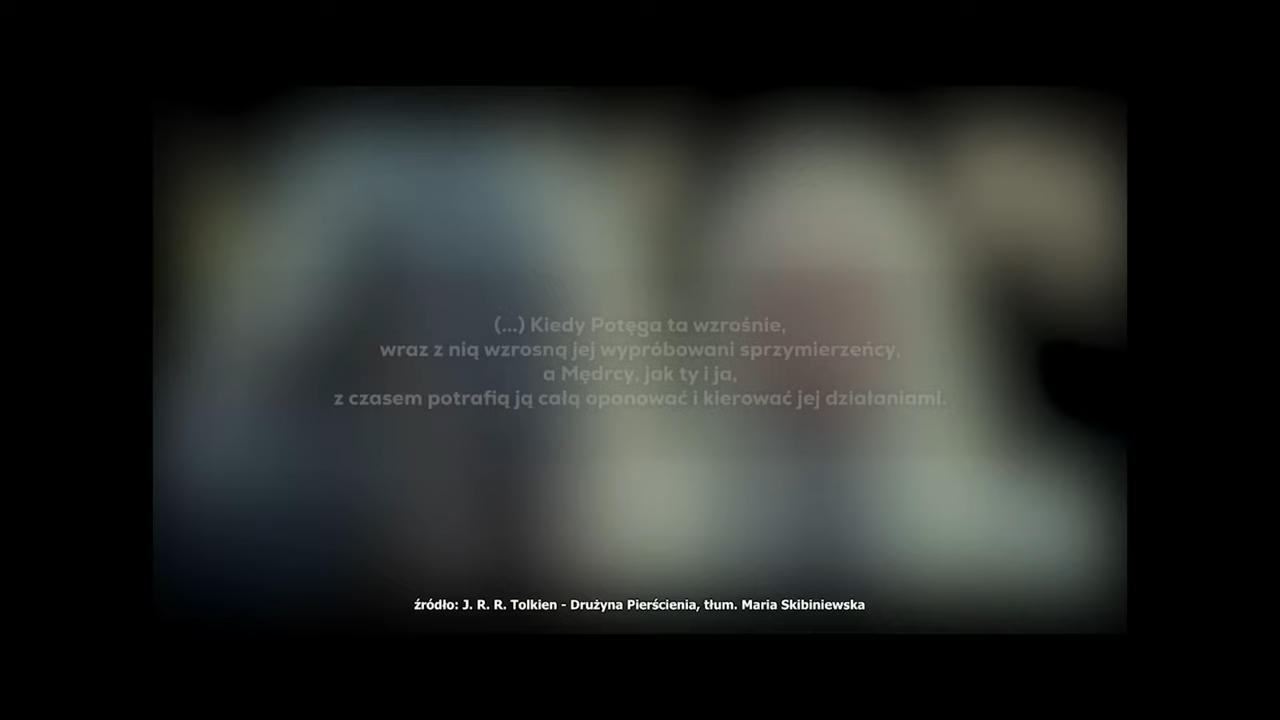 (...) Kiedy Potęga ta wzrośnie,
wraz z nią wzrosną jej wypróbowani sprzymierzeńcy,
a Mędrcy, jak ty i ja,
z czasem potrafią ją całą opanować i kierować jej działaniami.
źródło: J. R. R. Tolkien - Drużyna Pierścienia, tłum. Maria Skibiniewska